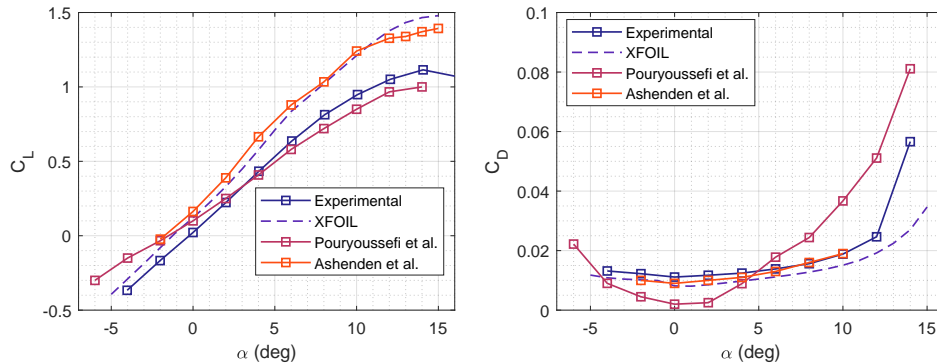 1.5
1
0.5
0
-0.5
C_L
-5 0 5 10 15
α (deg)
Experimental
XFOIL
Pouryoussefi et al.
Ashenden et al.
0.1
0.08
0.06
0.04
0.02
0
C_D
-5 0 5 10 15
α (deg)
Experimental
XFOIL
Pouryoussefi et al.
Ashenden et al.